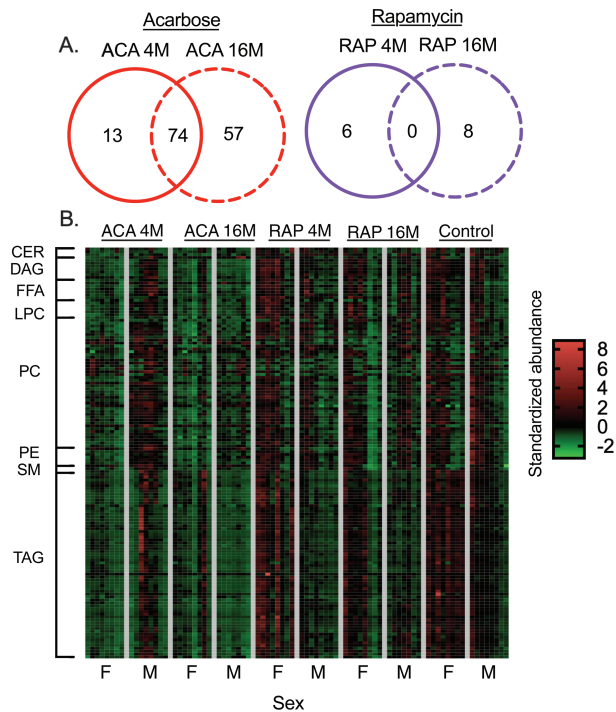 Acarbose
Rapamycin
A.
ACA 4M
ACA 16M
RAP 4M
RAP 16M
13
74
57
6
0
8
B.
ACA 4M
ACA 16M
RAP 4M
RAP 16M
Control
CER
DAG
FFA
LPC
PC
PE
SM
TAG
Standardized abundance
8
6
4
2
0
-2
F
M
F
M
F
M
F
M
F
M
Sex